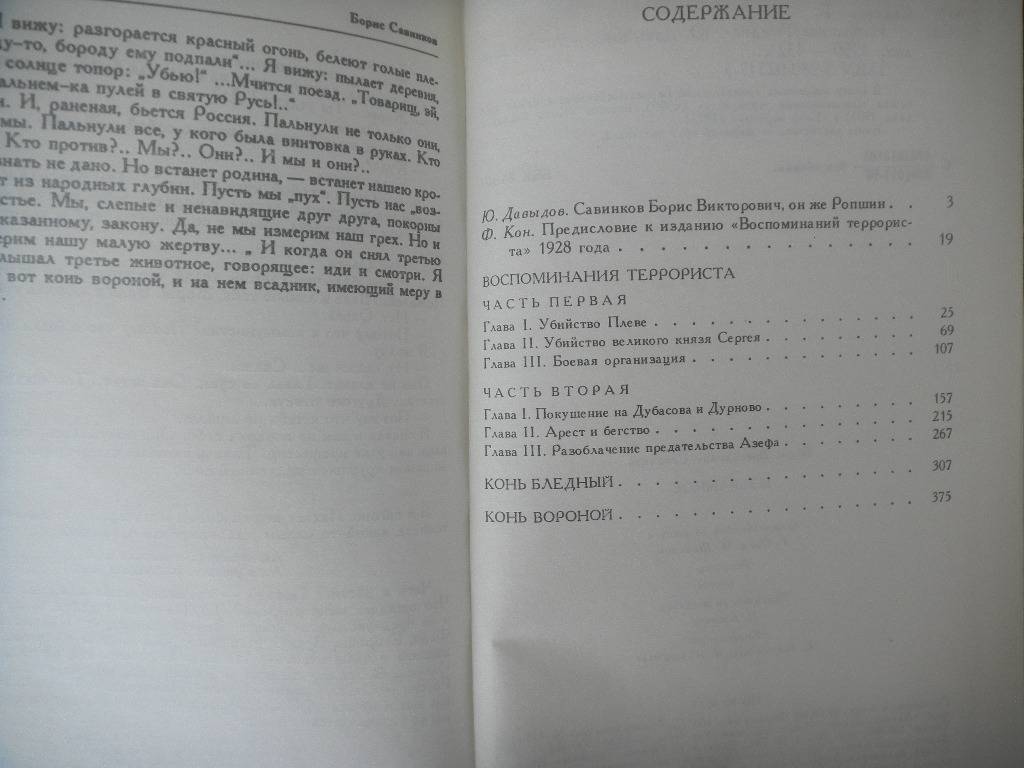 Борис Савинков
вижу: разгорается красный огонь, белеют голые пле-
ду-то, бороду ему подпали"... Я вижу: пылает деревня,
солнце топор: „Убью!" ...Мчится поезд. „Товарищ, эй,
альнем-ка пулей в святую Русь!.."
И, раненая, бьется Россия. Пальнули не только они,
мы. Пальнули все, у кого была винтовка в руках. Кто
Кто против?.. Мы?.. Они?.. И мы и они?..
знать не дано. Но встанет родина, — встанет нашею кро-
т из народных глубин. Пусть мы „пух". Пусть нас „воз-
стье. Мы, слепые и ненавидящие друг друга, покорны
казанному, закону. Да, не мы измерим наш грех. Но и
ерим нашу малую жертву... „ И когда он снял третью
лышал третье животное, говорящее: иди и смотри. Я
вот конь вороной, и на нем всадник, имеющий меру в
.
СОДЕРЖАНИЕ
Ю. Давыдов. Савинков Борис Викторович, он же Ропшин . . 3
Ф. Кон. Предисловие к изданию «Воспоминаний террорис-
та» 1928 года . . . . . . . . . . . . . . 19
ВОСПОМИНАНИЯ ТЕРРОРИСТА
ЧАСТЬ ПЕРВАЯ
Глава I. Убийство Плеве . . . . . . . . . . . . . 25
Глава II. Убийство великого князя Сергея . . . . . . . . 69
Глава III. Боевая организация . . . . . . . . . . . . 107
ЧАСТЬ ВТОРАЯ
Глава I. Покушение на Дубасова и Дурново . . . . . . . . 157
Глава II. Арест и бегство . . . . . . . . . . . . . 215
Глава III. Разоблачение предательства Азефа . . . . . . . 267
КОНЬ БЛЕДНЫЙ . . . . . . . . . . . . . . 307
КОНЬ ВОРОНОЙ . . . . . . . . . . . . . . 375